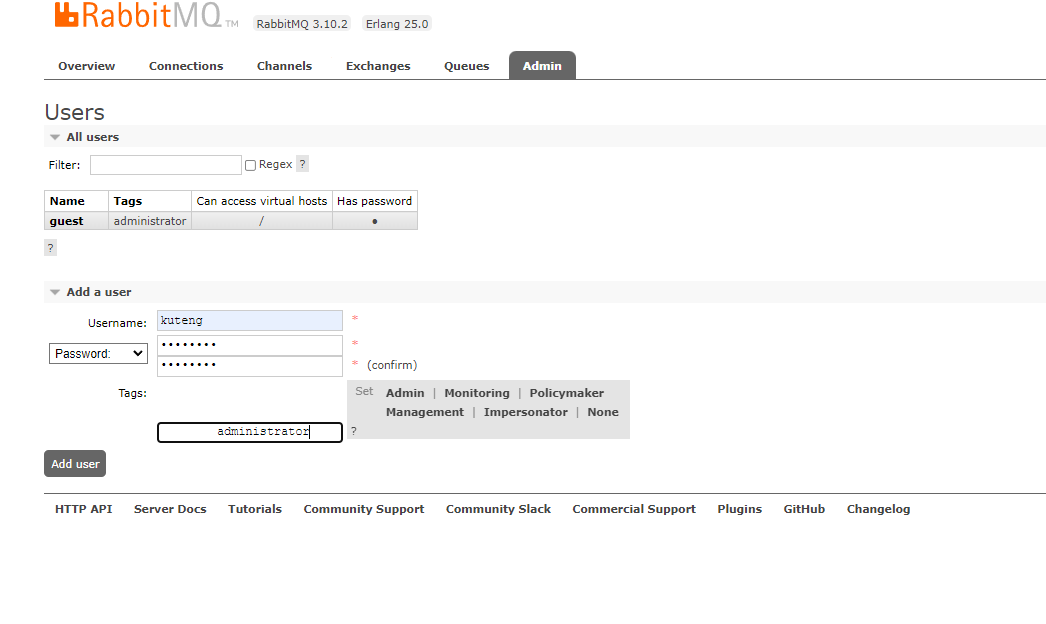 RabbitMQ TM RabbitMQ 3.10.2 Erlang 25.0
Overview Connections Channels Exchanges Queues Admin
Users
All users
Filter: Regex ?
Name Tags Can access virtual hosts Has password
guest administrator / ●
?
Add a user
Username: kuteng *
Password: •••••••• *
•••••••• * (confirm)
Tags: Set Admin | Monitoring | Policymaker
Management | Impersonator | None
administrator ?
Add user
HTTP API Server Docs Tutorials Community Support Community Slack Commercial Support Plugins GitHub Changelog